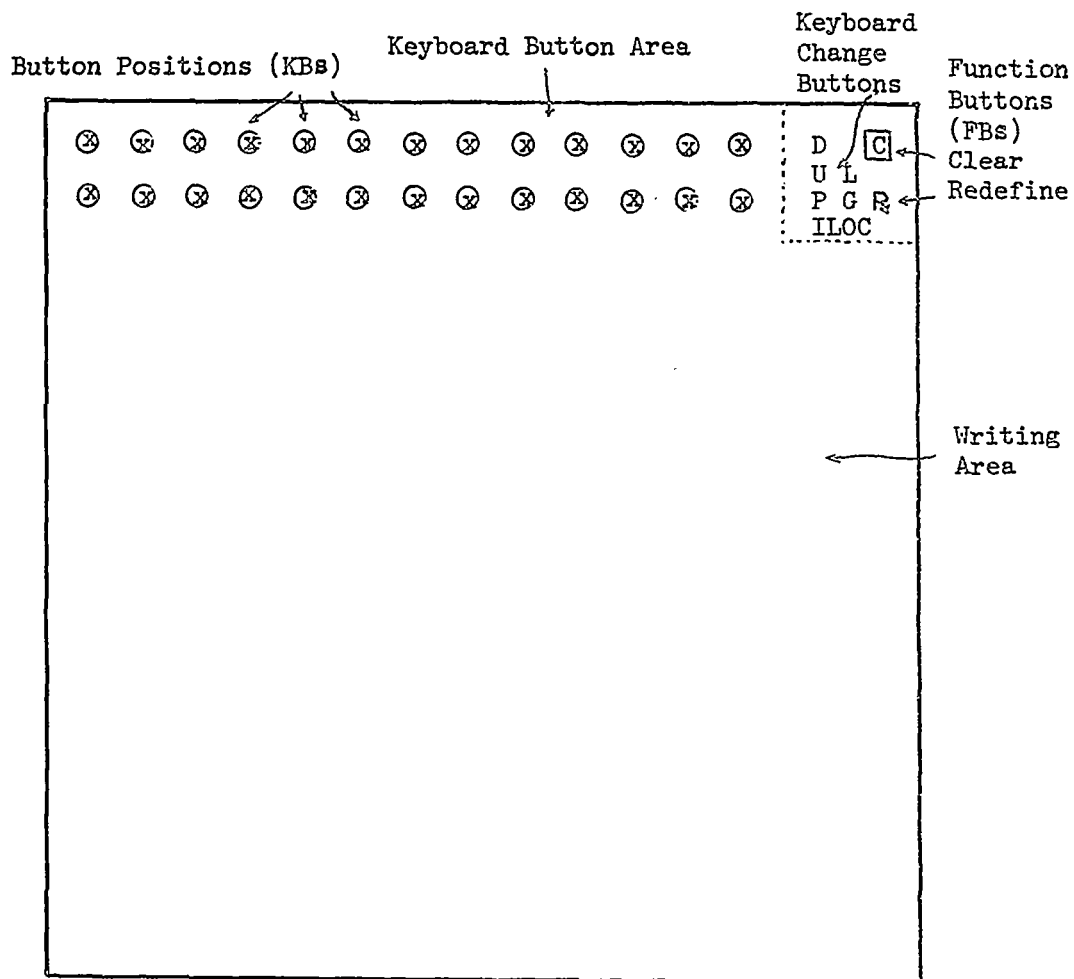 Button Positions (KBs)
Keyboard Button Area
Keyboard
Change
Buttons
Function
Buttons
(FBs)
Clear
Redefine
x x x x x x x x x x x x x
D C
U L
x x x x x x x x x x x x x
P G R
ILOC
Writing
Area